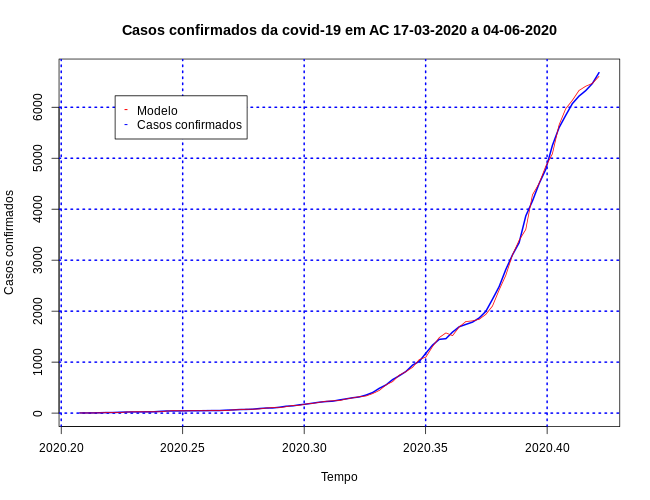 Casos confirmados da covid-19 em AC 17-03-2020 a 04-06-2020
Casos confirmados
6000
5000
4000
3000
2000
1000
0
- Modelo
- Casos confirmados
2020.20 2020.25 2020.30 2020.35 2020.40
Tempo